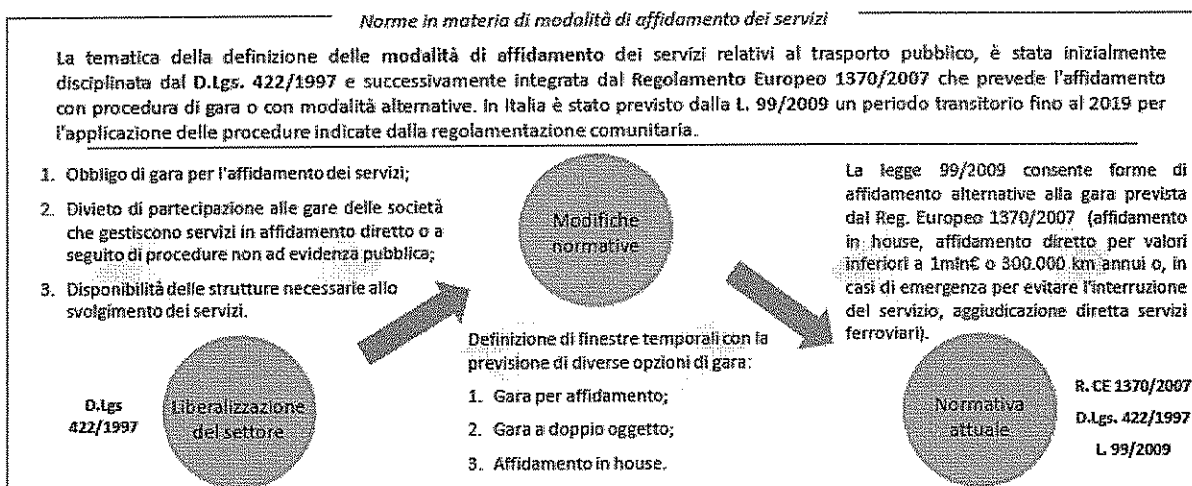 Norme in materia di modalità di affidamento dei servizi
La tematica della definizione delle modalità di affidamento dei servizi relativi al trasporto pubblico, è stata inizialmente
disciplinata dal D.Lgs. 422/1997 e successivamente integrata dal Regolamento Europeo 1370/2007 che prevede l'affidamento
con procedura di gara o con modalità alternative. In Italia è stato previsto dalla L. 99/2009 un periodo transitorio fino al 2019 per
l'applicazione delle procedure indicate dalla regolamentazione comunitaria.
1. Obbligo di gara per l'affidamento dei servizi;
2. Divieto di partecipazione alle gare delle società
che gestiscono servizi in affidamento diretto o a
seguito di procedure non ad evidenza pubblica;
3. Disponibilità delle strutture necessarie allo
svolgimento dei servizi.
D.Lgs
422/1997
Liberalizzazione
del settore
Modifiche
normative
Definizione di finestre temporali con la
previsione di diverse opzioni di gara:
1. Gara per affidamento;
2. Gara a doppio oggetto;
3. Affidamento in house.
La legge 99/2009 consente forme di
affidamento alternative alla gara prevista
dal Reg. Europeo 1370/2007 (affidamento
in house, affidamento diretto per valori
inferiori a 1mln€ o 300.000 km annui o, in
casi di emergenza per evitare l'interruzione
del servizio, aggiudicazione diretta servizi
ferroviari).
Normativa
attuale
R. CE 1370/2007
D.Lgs. 422/1997
L. 99/2009